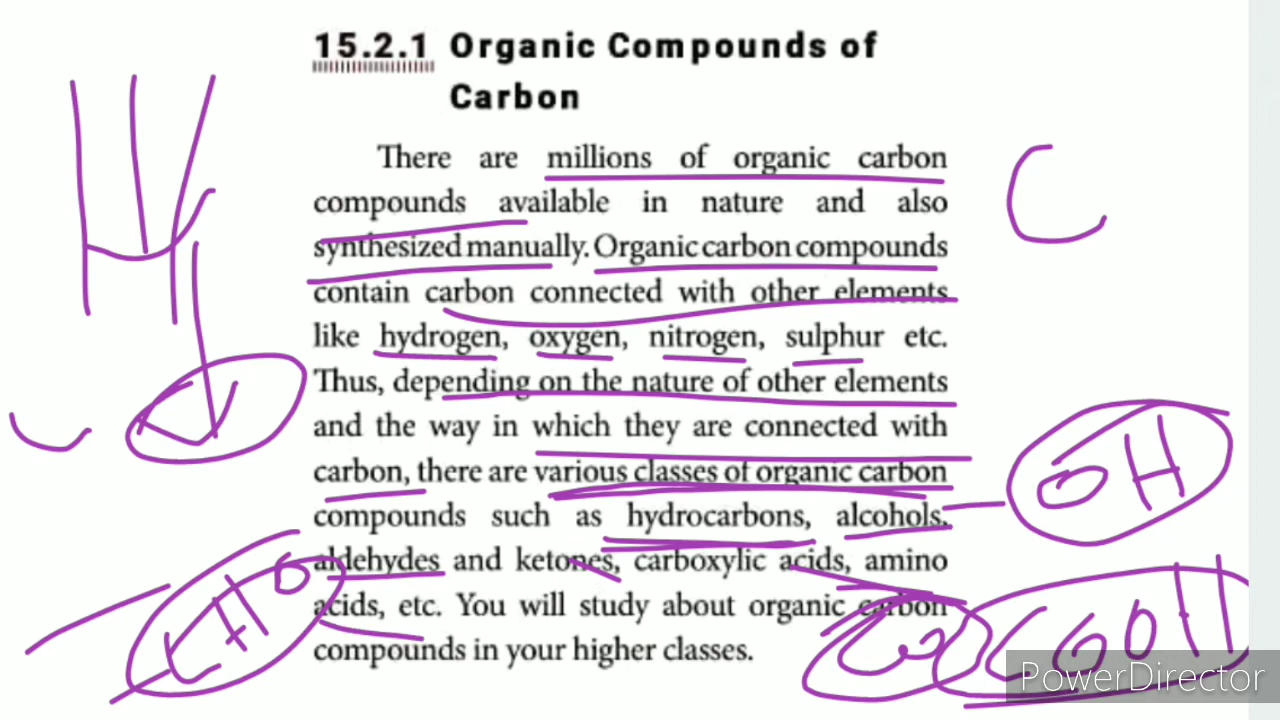 15.2.1 Organic Compounds of
Carbon
There are millions of organic carbon
compounds available in nature and also
synthesized manually. Organic carbon compounds
contain carbon connected with other elements
like hydrogen, oxygen, nitrogen, sulphur etc.
Thus, depending on the nature of other elements
and the way in which they are connected with
carbon, there are various classes of organic carbon
compounds such as hydrocarbons, alcohols,
aldehydes and ketones, carboxylic acids, amino
acids, etc. You will study about organic carbon
compounds in your higher classes.
C
OH
CHO
CO
COOH
PowerDirector